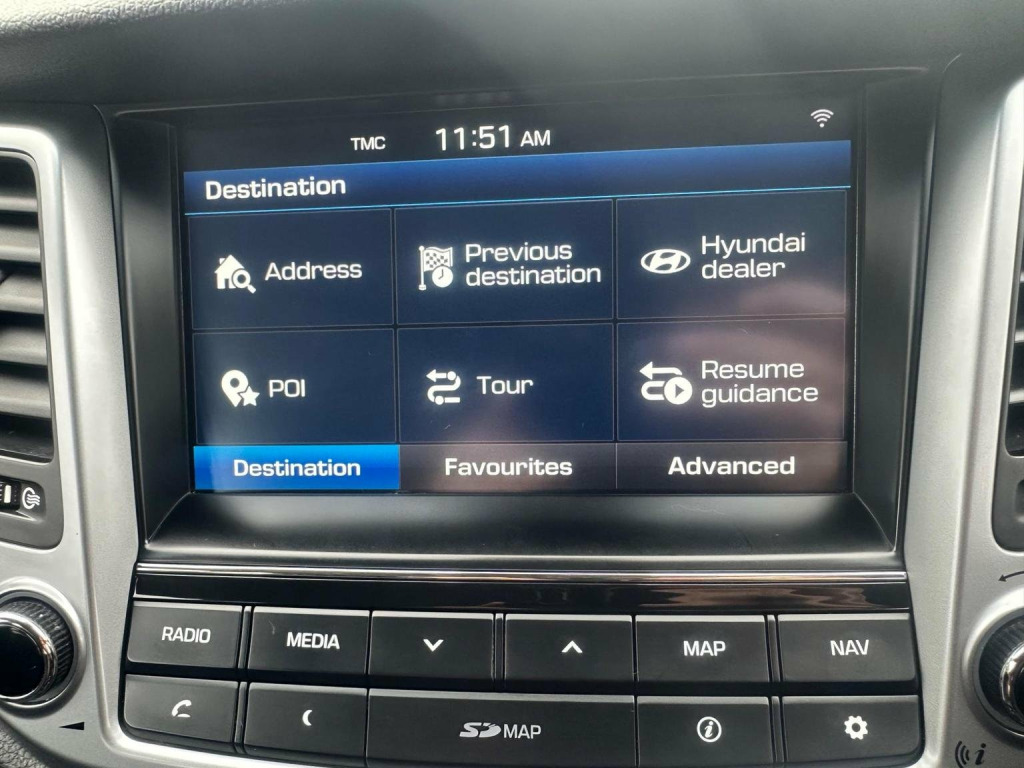 TMC 11:51 AM
Destination
Address
Previous
destination
Hyundai
dealer
POI
Tour
Resume
guidance
Destination Favourites Advanced
RADIO MEDIA MAP NAV
SD MAP